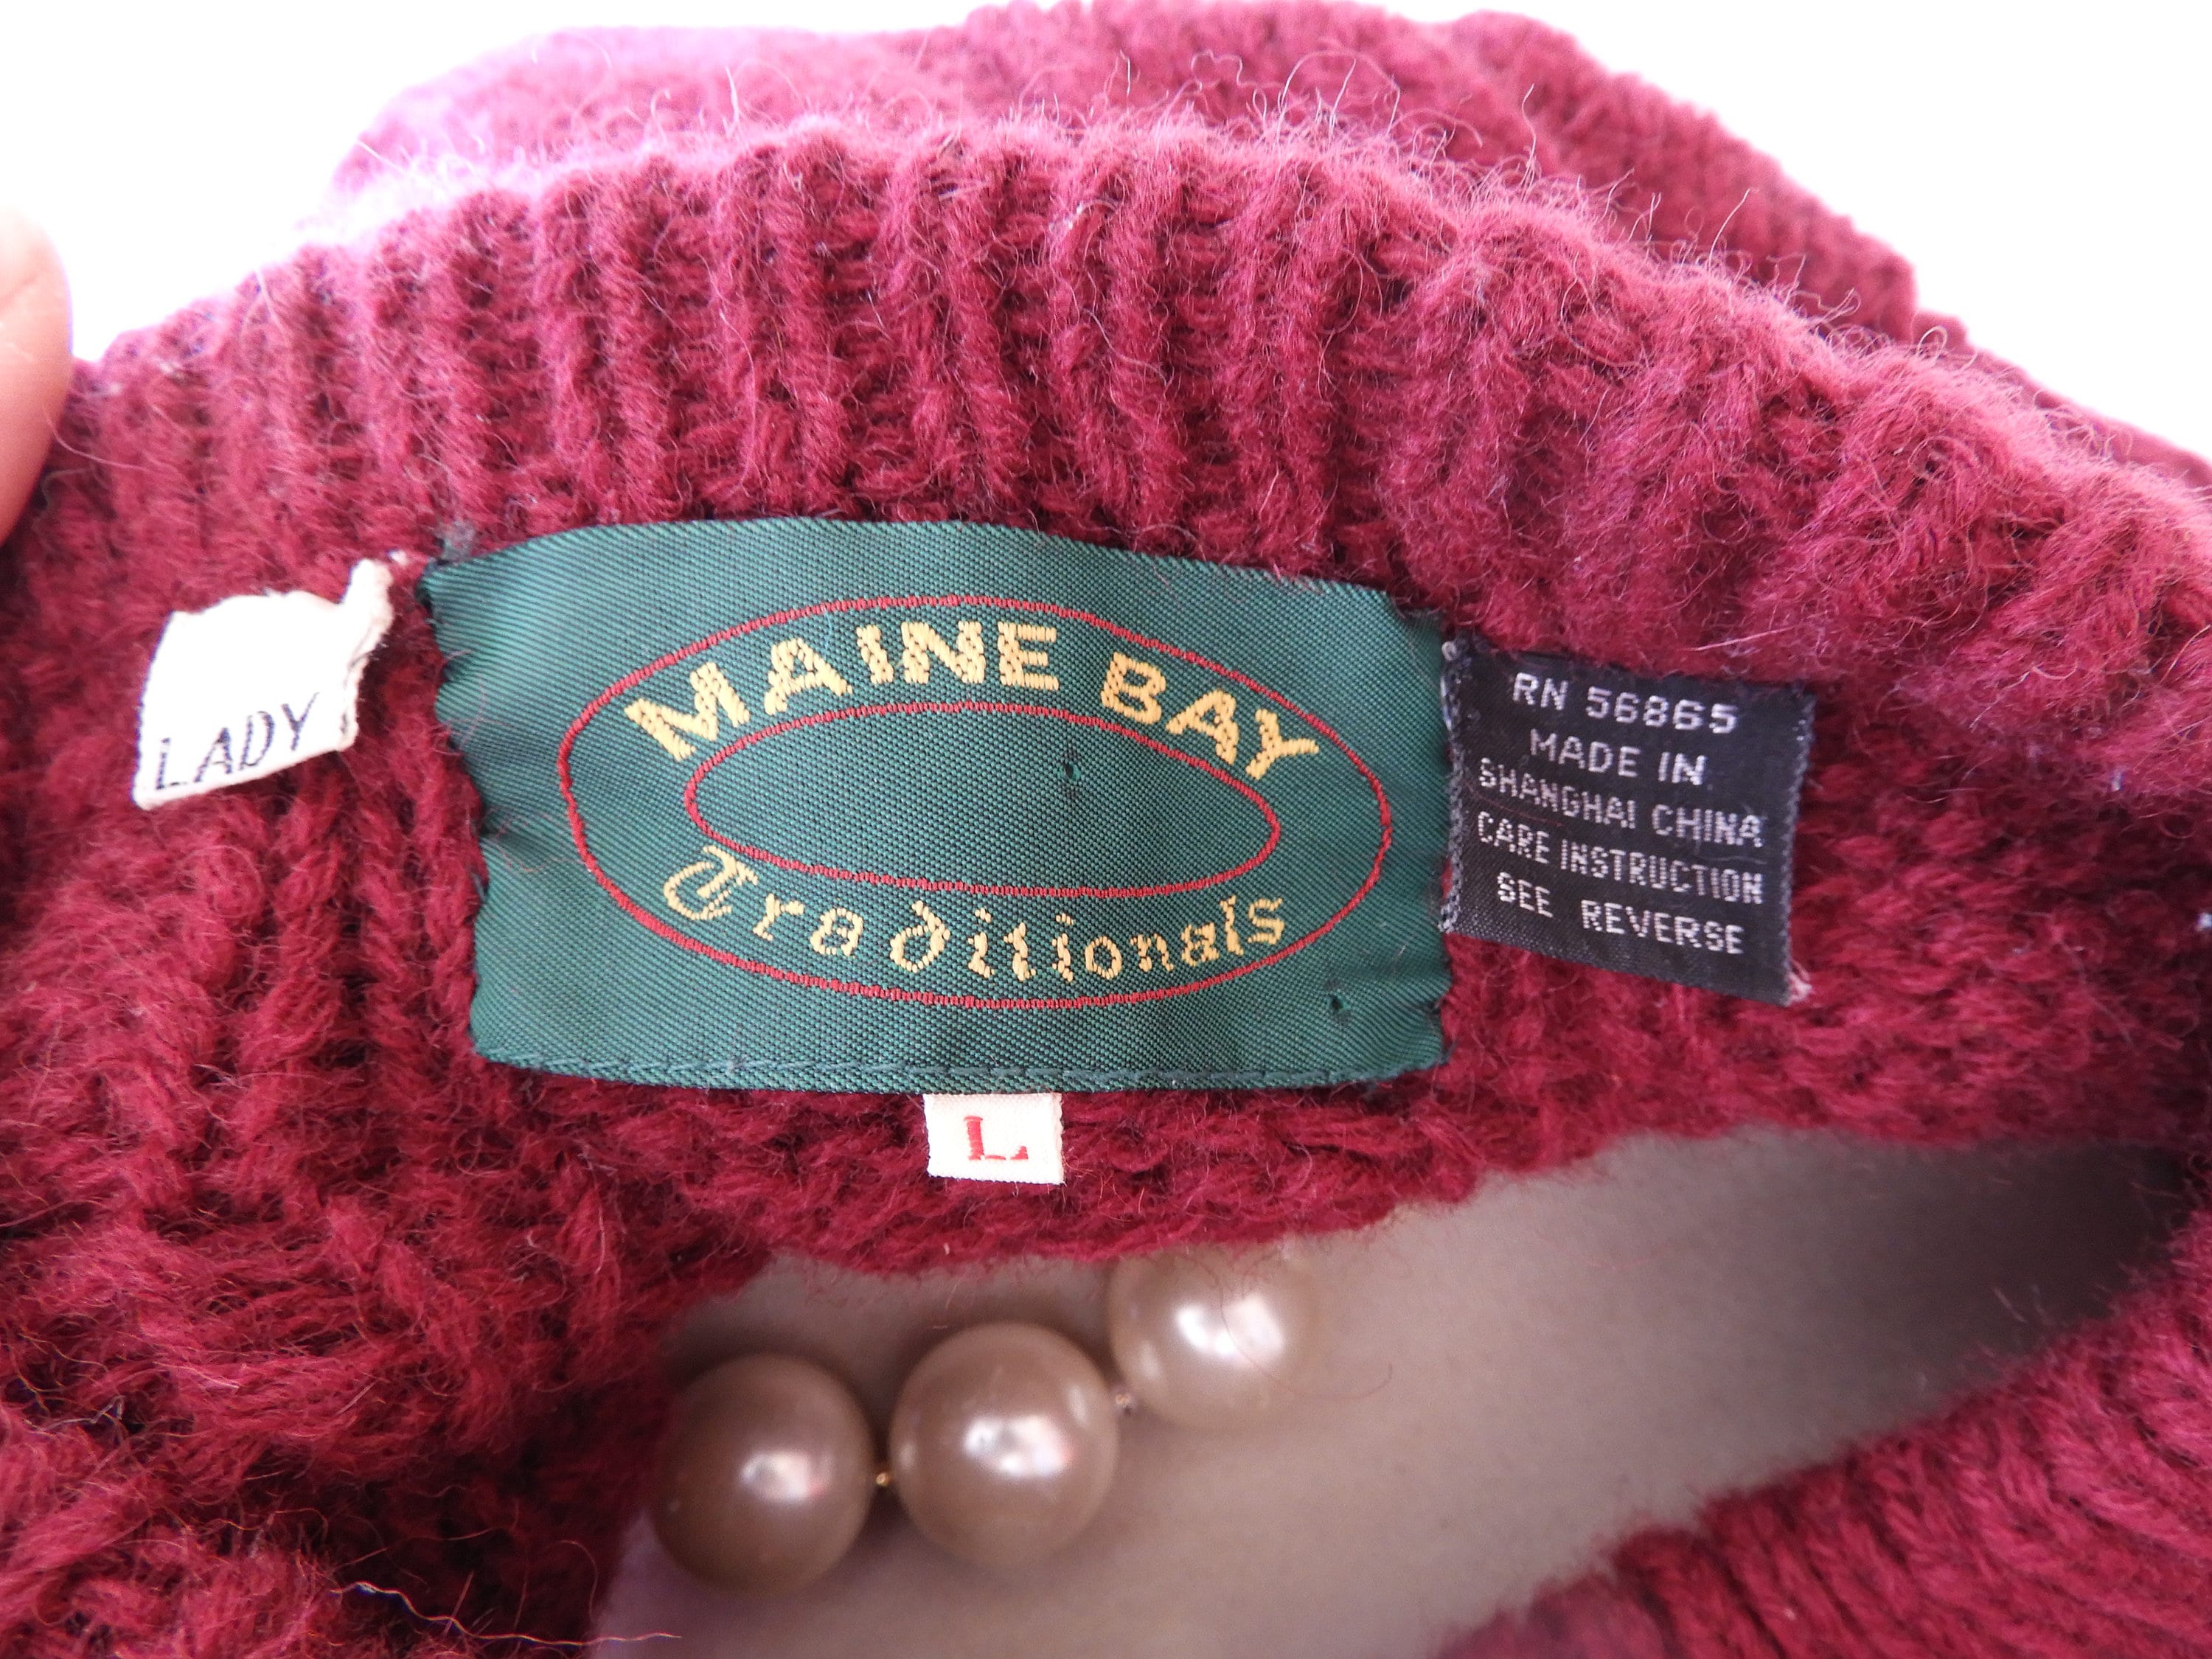 LADY
MAINE BAY
Traditionals
L
RN 56865
MADE IN
SHANGHAI CHINA
CARE INSTRUCTION
SEE REVERSE